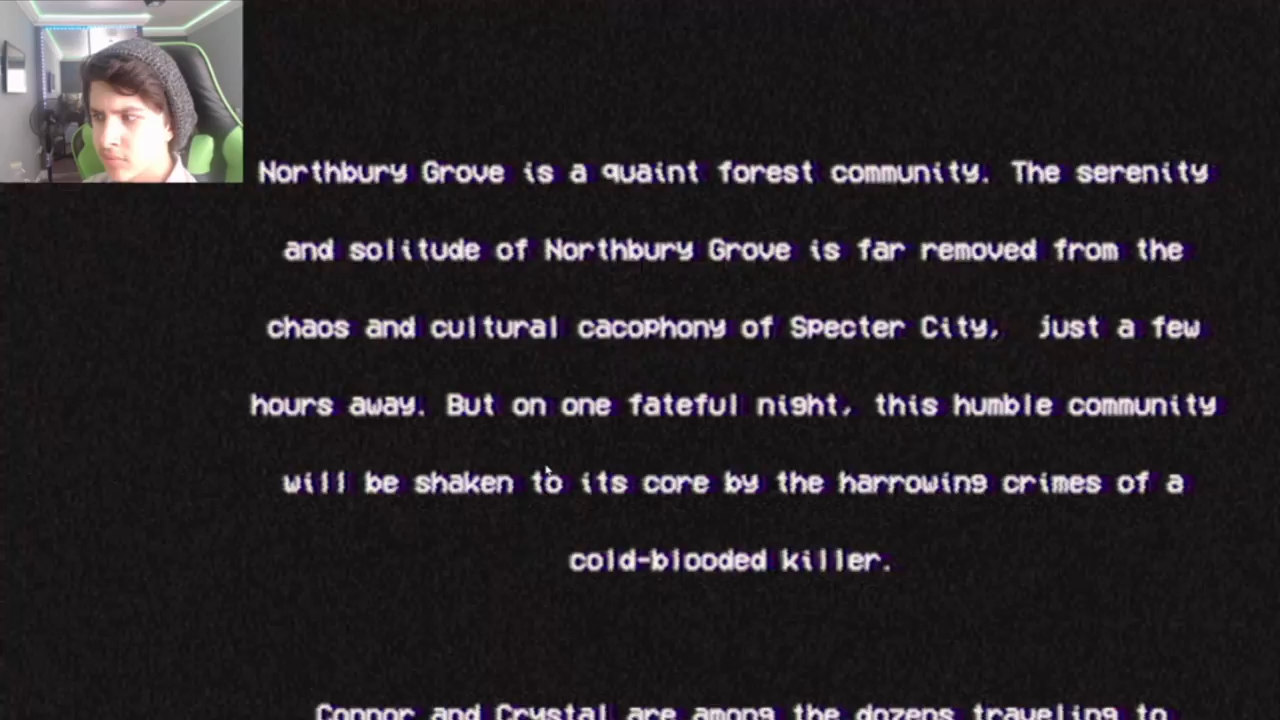 Northbury Grove is a quaint forest community. The serenity
and solitude of Northbury Grove is far removed from the
chaos and cultural cacophony of Specter City, just a few
hours away. But on one fateful night, this humble community
will be shaken to its core by the harrowing crimes of a
cold-blooded killer.
Connor and Crystal are among the dozens traveling to